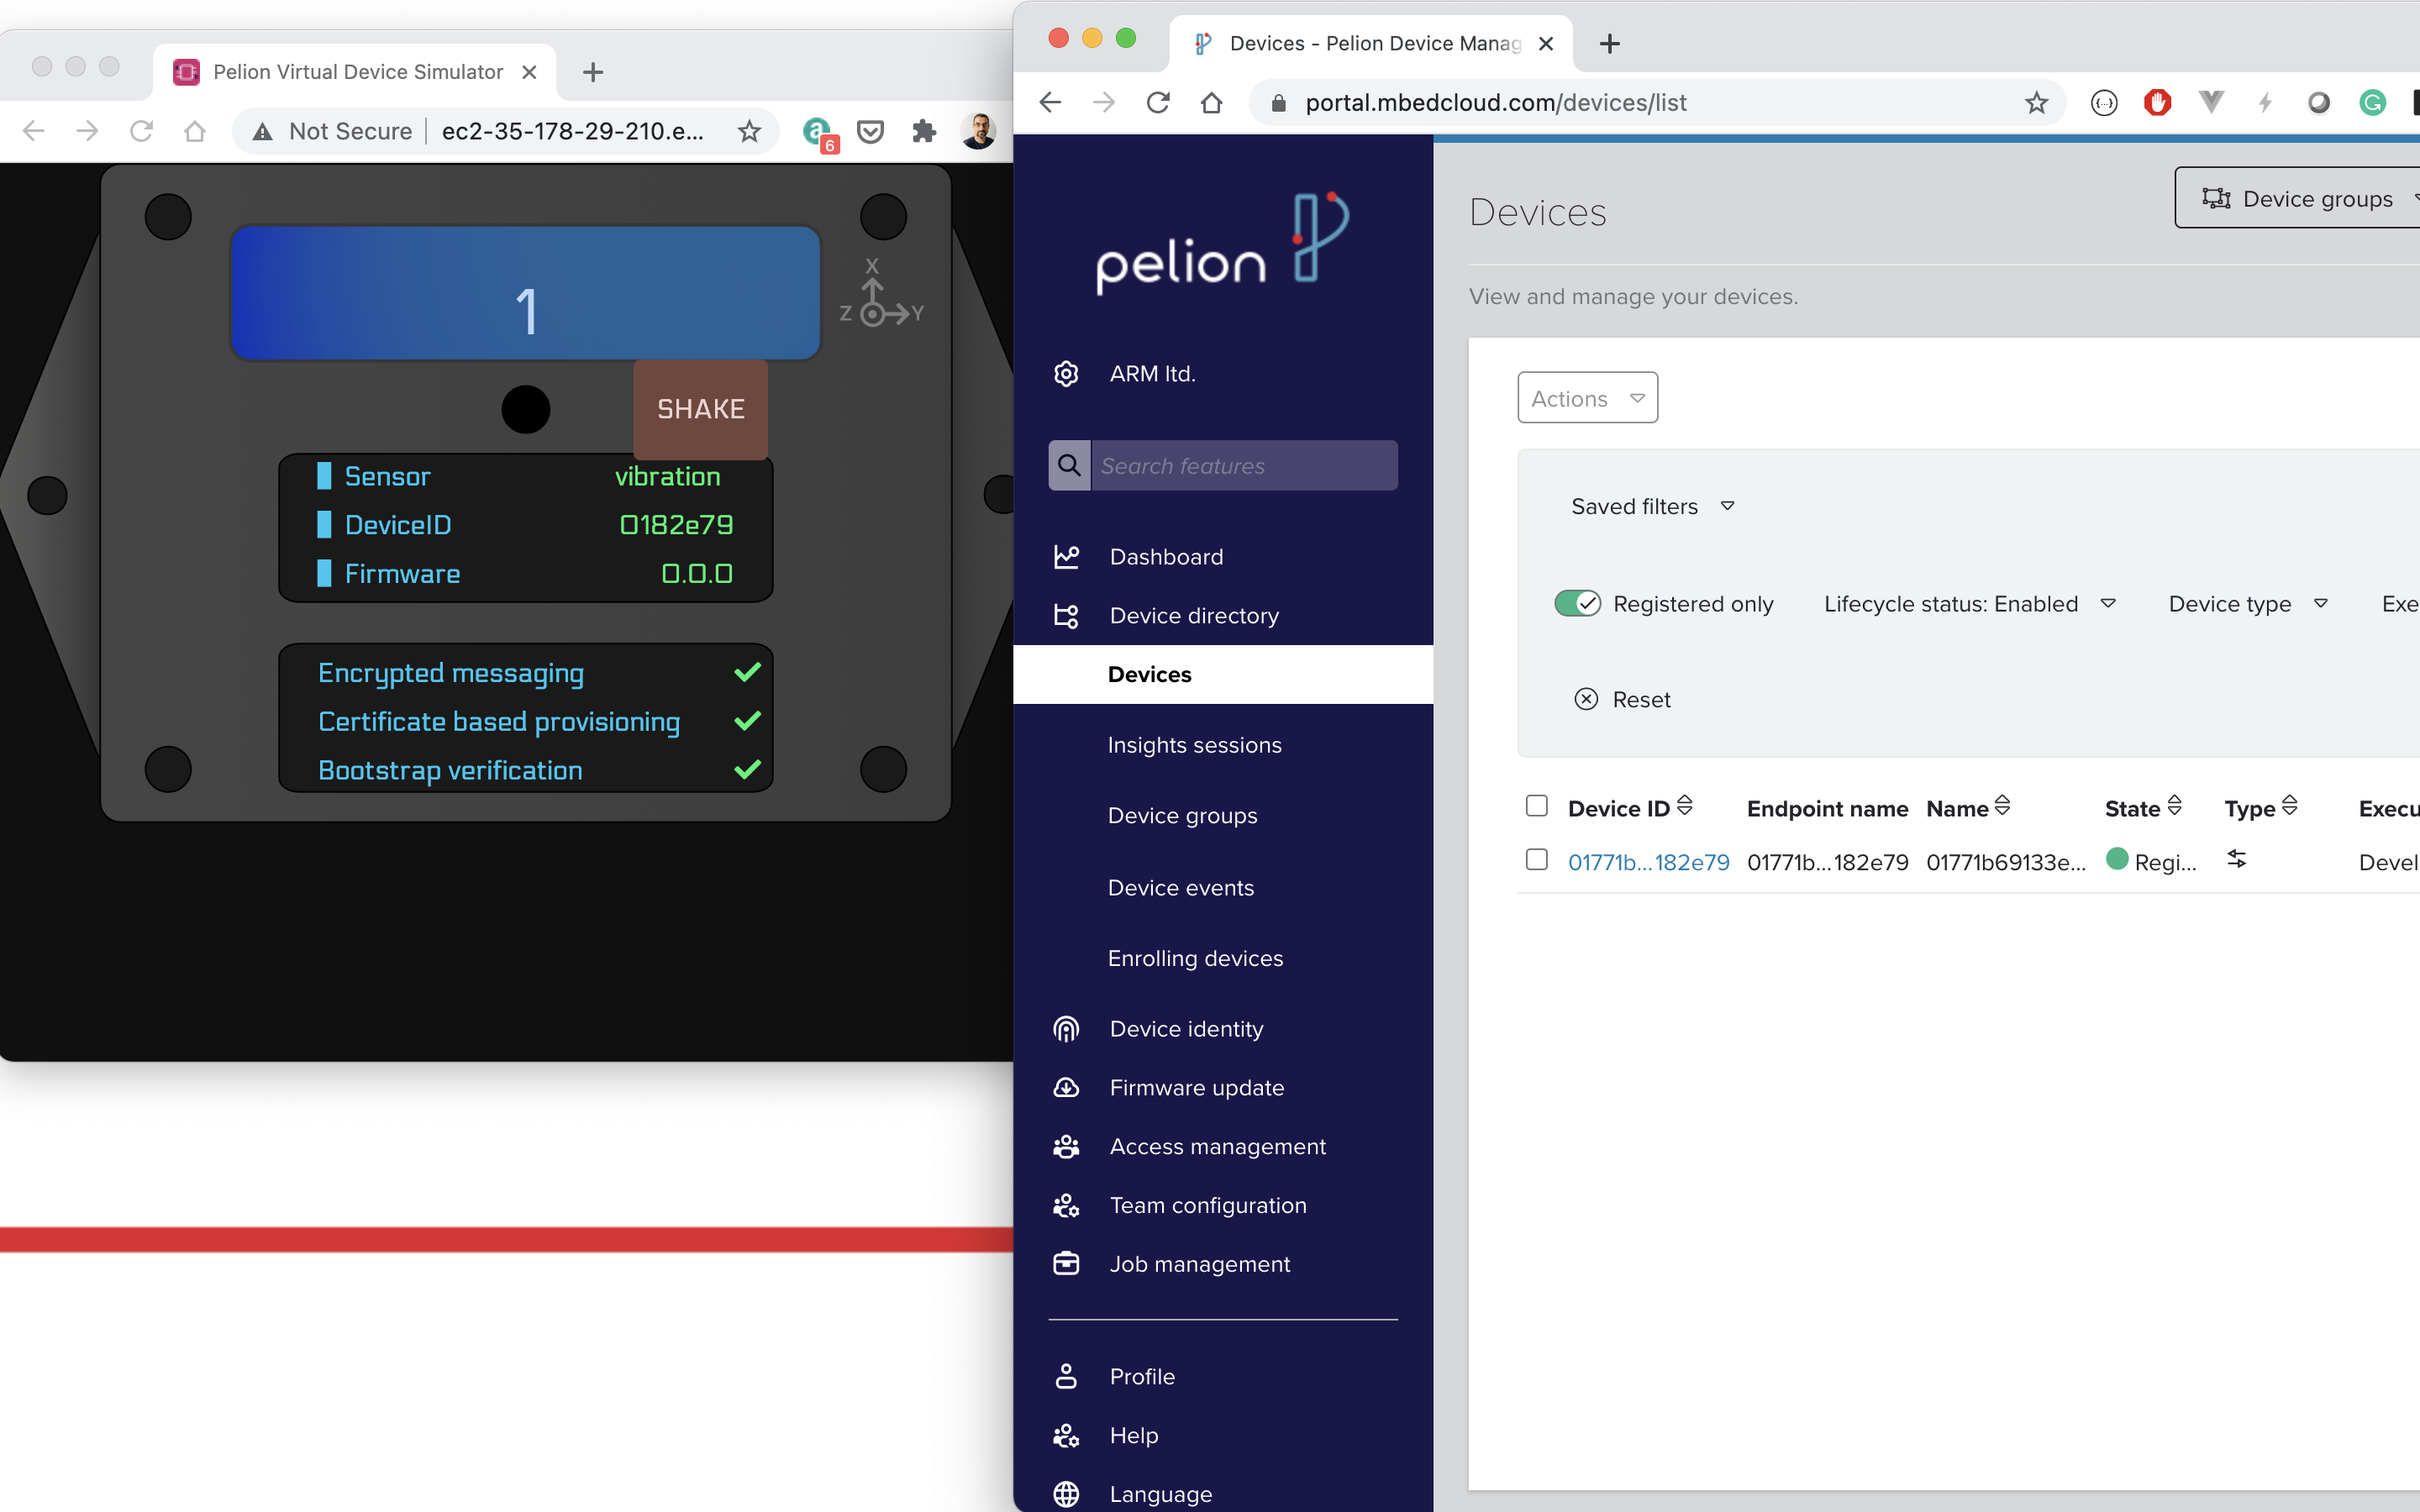 Pelion Virtual Device Simulator
Not Secure
ec2-35-178-29-210.e...
6
1
X
Z
Y
SHAKE
Sensor vibration
DeviceID 0182e79
Firmware 0.0.0
Encrypted messaging
Certificate based provisioning
Bootstrap verification
Devices - Pelion Device Manag
portal.mbedcloud.com/devices/list
pelion
ARM ltd.
Search features
Dashboard
Device directory
Devices
Insights sessions
Device groups
Device events
Enrolling devices
Device identity
Firmware update
Access management
Team configuration
Job management
Profile
Help
Language
Devices
Device groups
View and manage your devices.
Actions
Saved filters
Registered only Lifecycle status: Enabled Device type Exe
Reset
Device ID Endpoint name Name State Type Execu
01771b...182e79 01771b...182e79 01771b69133e... Regi... Devel